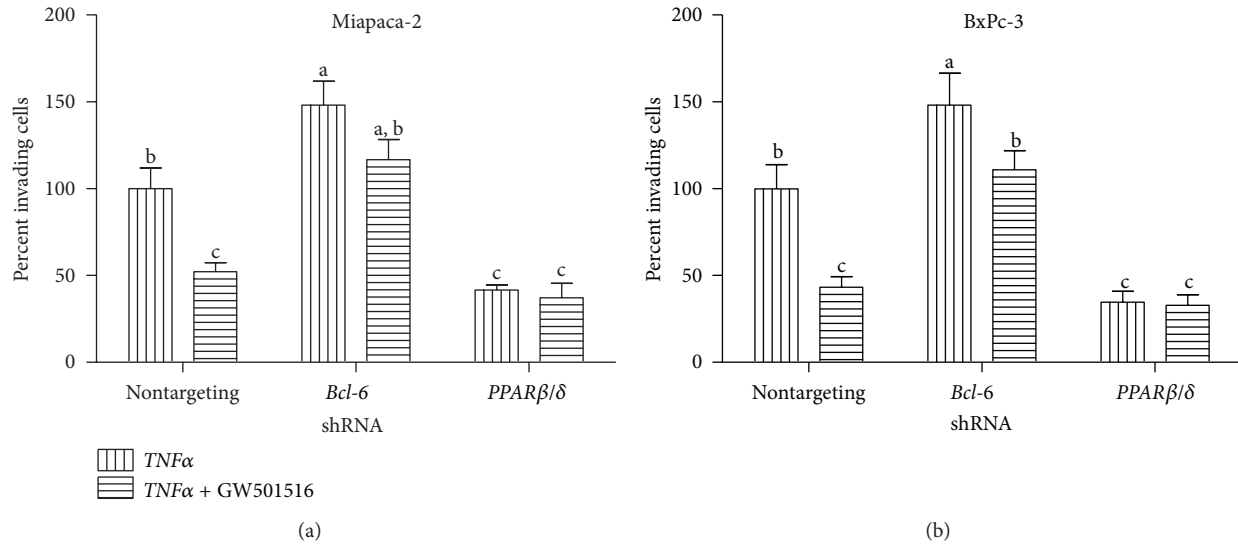 Miapaca-2
Percent invading cells
200
150
100
50
0
b
c
a
a, b
c
c
Nontargeting
Bcl-6
PPARβ/δ
shRNA
TNFα
TNFα + GW501516
(a)
BxPc-3
Percent invading cells
200
150
100
50
0
b
c
a
b
c
c
Nontargeting
Bcl-6
PPARβ/δ
shRNA
(b)